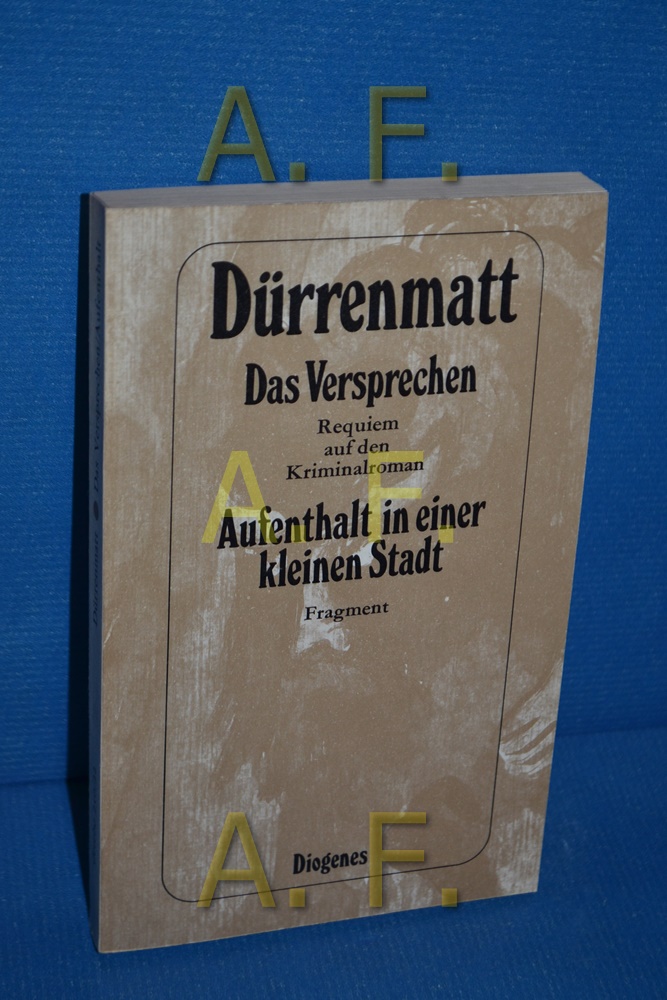 A. F.
Dürrenmatt
Das Versprechen
Requiem
auf den
Kriminalroman
A. F.
Aufenthalt in einer
kleinen Stadt
Fragment
Diogenes
A. F.